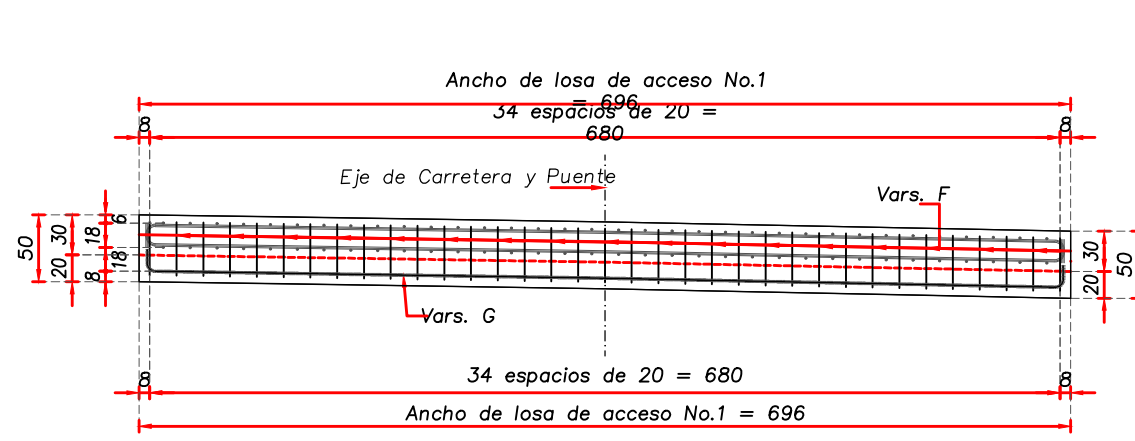 Ancho de losa de acceso No.1
= 696
34 espacios de 20 =
680
8
8
Eje de Carretera y Puente
Vars. F
50
30
20
6
18
18
8
30
20
50
Vars. G
8
34 espacios de 20 = 680
8
Ancho de losa de acceso No.1 = 696